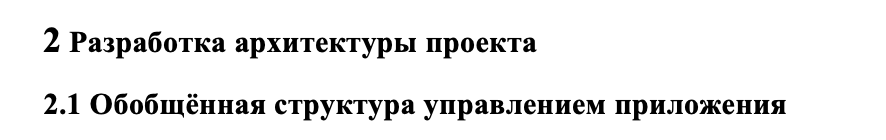 2 Разработка архитектуры проекта
2.1 Обобщённая структура управлением приложения